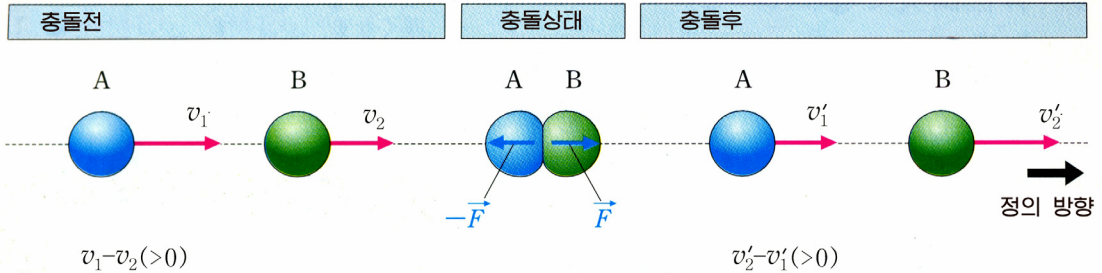 충돌전 충돌상태 충돌후
A B A B A B
v₁ v₂ v₁′ v₂′
−F⃗ F⃗
정의 방향
v₁−v₂(>0) v₂′−v₁′(>0)